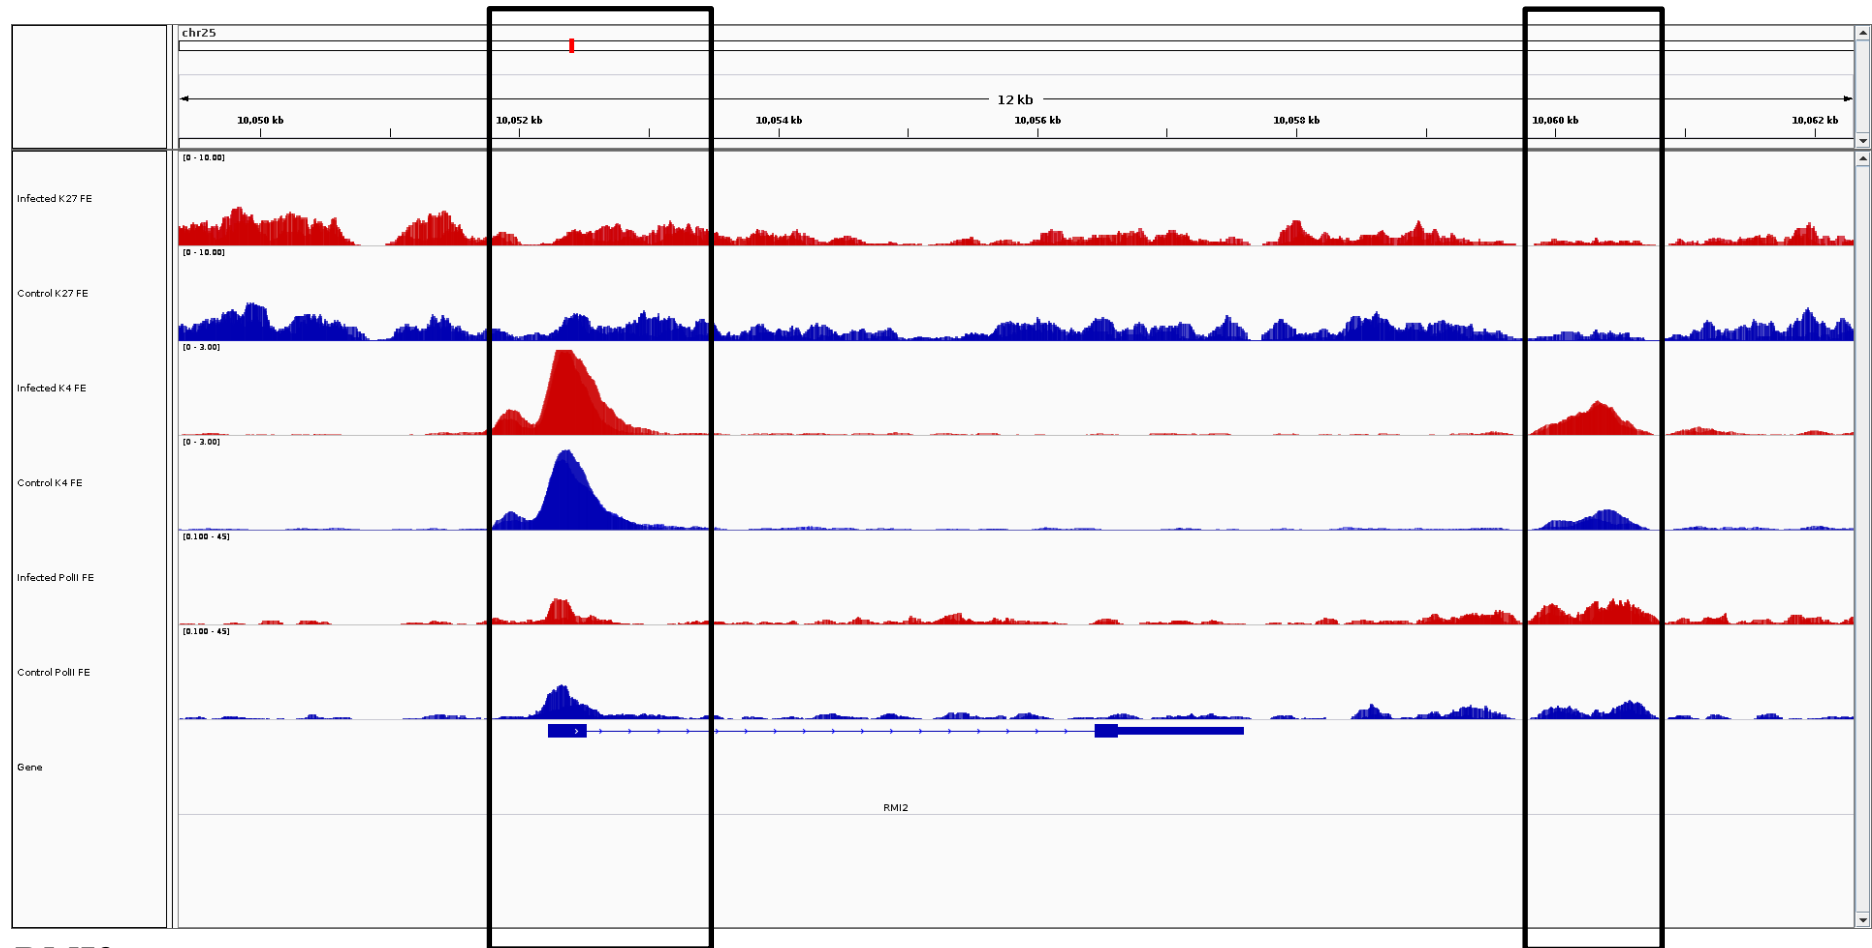 chr25
12 kb
10,050 kb 10,052 kb 10,054 kb 10,056 kb 10,058 kb 10,060 kb 10,062 kb
[0 - 10.00]
Infected K27 FE
[0 - 10.00]
Control K27 FE
[0 - 3.00]
Infected K4 FE
[0 - 3.00]
Control K4 FE
[0.100 - 45]
Infected PolII FE
[0.100 - 45]
Control PolII FE
Gene
RMI2